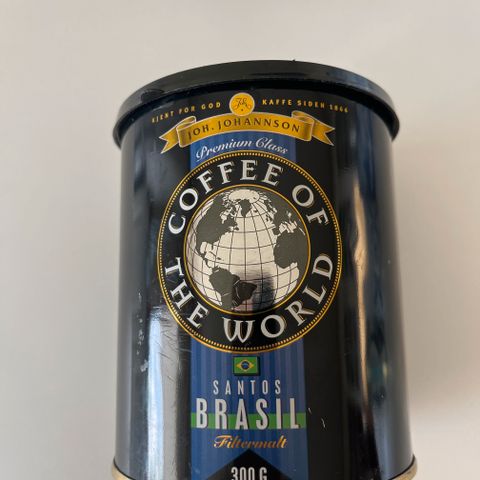 KJENT FOR GOD KAFFE SIDEN 1866
JOH. JOHANNSON
Premium Class
COFFEE OF
THE WORLD
SANTOS
BRASIL
Filtermalt
300 G